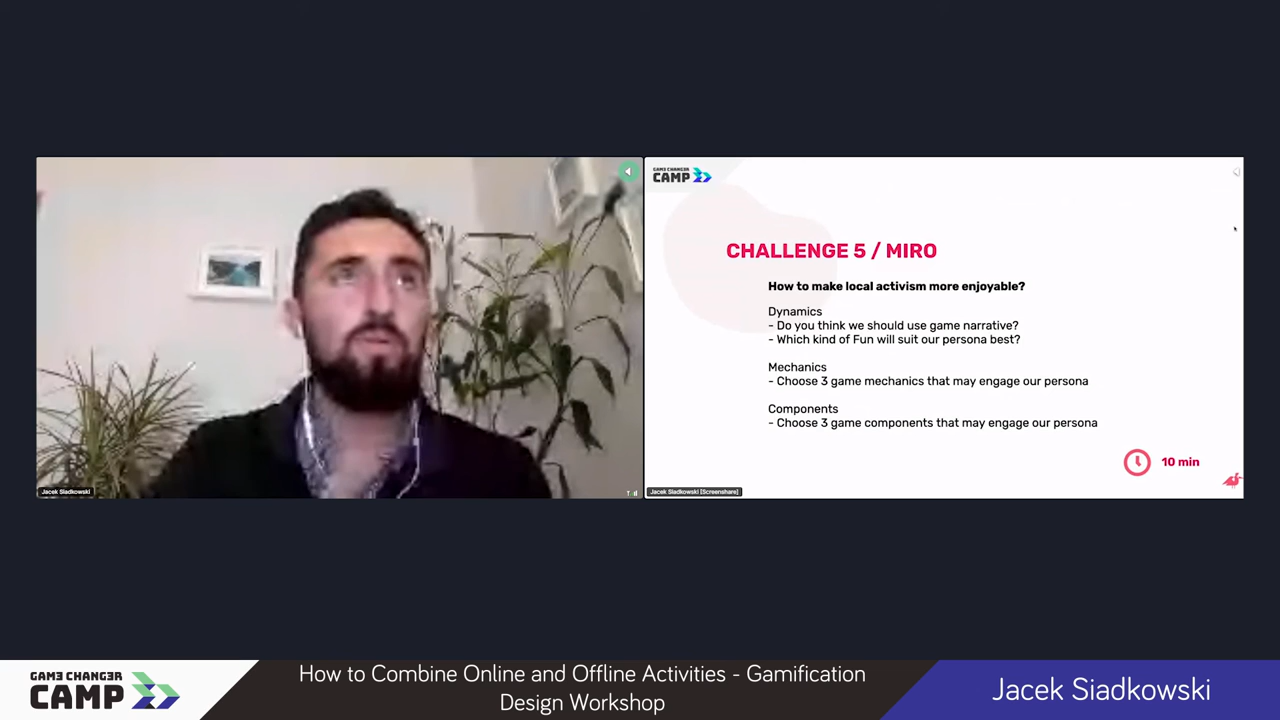 GAM3 CHANG3R
CAMP
CHALLENGE 5 / MIRO
How to make local activism more enjoyable?
Dynamics
- Do you think we should use game narrative?
- Which kind of Fun will suit our persona best?
Mechanics
- Choose 3 game mechanics that may engage our persona
Components
- Choose 3 game components that may engage our persona
10 min
Jacek Siadkowski
Jacek Siadkowski [Screenshare]
GAM3 CHANG3R
CAMP
How to Combine Online and Offline Activities - Gamification
Design Workshop
Jacek Siadkowski